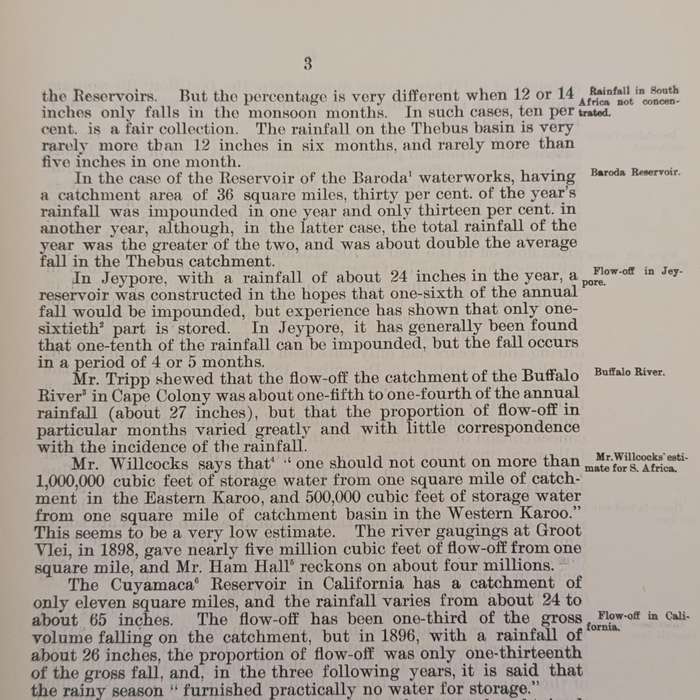 3
the Reservoirs. But the percentage is very different when 12 or 14
inches only falls in the monsoon months. In such cases, ten per
cent. is a fair collection. The rainfall on the Thebus basin is very
rarely more than 12 inches in six months, and rarely more than
five inches in one month.
Rainfall in South
Africa not concen-
trated.
In the case of the Reservoir of the Baroda¹ waterworks, having
a catchment area of 36 square miles, thirty per cent. of the year's
rainfall was impounded in one year and only thirteen per cent. in
another year, although, in the latter case, the total rainfall of the
year was the greater of the two, and was about double the average
fall in the Thebus catchment.
Baroda Reservoir.
In Jeypore, with a rainfall of about 24 inches in the year, a
reservoir was constructed in the hopes that one-sixth of the annual
fall would be impounded, but experience has shown that only one-
sixtieth² part is stored. In Jeypore, it has generally been found
that one-tenth of the rainfall can be impounded, but the fall occurs
in a period of 4 or 5 months.
Flow-off in Jey-
pore.
Mr. Tripp shewed that the flow-off the catchment of the Buffalo
River³ in Cape Colony was about one-fifth to one-fourth of the annual
rainfall (about 27 inches), but that the proportion of flow-off in
particular months varied greatly and with little correspondence
with the incidence of the rainfall.
Buffalo River.
Mr. Willcocks says that⁴ " one should not count on more than
1,000,000 cubic feet of storage water from one square mile of catch-
ment in the Eastern Karoo, and 500,000 cubic feet of storage water
from one square mile of catchment basin in the Western Karoo."
This seems to be a very low estimate. The river gaugings at Groot
Vlei, in 1898, gave nearly five million cubic feet of flow-off from one
square mile, and Mr. Ham Hall⁵ reckons on about four millions.
Mr. Willcocks' esti-
mate for S. Africa.
The Cuyamaca⁶ Reservoir in California has a catchment of
only eleven square miles, and the rainfall varies from about 24 to
about 65 inches. The flow-off has been one-third of the gross
volume falling on the catchment, but in 1896, with a rainfall of
about 26 inches, the proportion of flow-off was only one-thirteenth
of the gross fall, and, in the three following years, it is said that
the rainy season " furnished practically no water for storage."
Flow-off in Cali-
fornia.